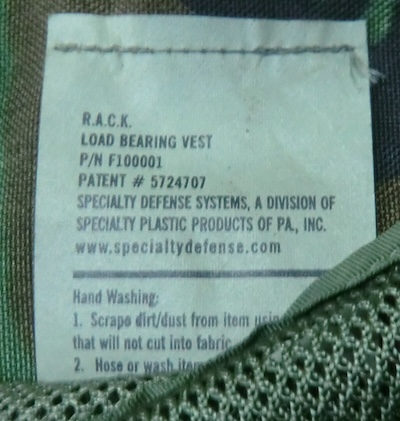 R.A.C.K.
LOAD BEARING VEST
P/N F100001
PATENT # 5724707
SPECIALTY DEFENSE SYSTEMS, A DIVISION OF
SPECIALTY PLASTIC PRODUCTS OF PA., INC.
www.specialtydefense.com
Hand Washing:
1. Scrape dirt/dust from item
that will not cut into fabric
2. Hose or wash item